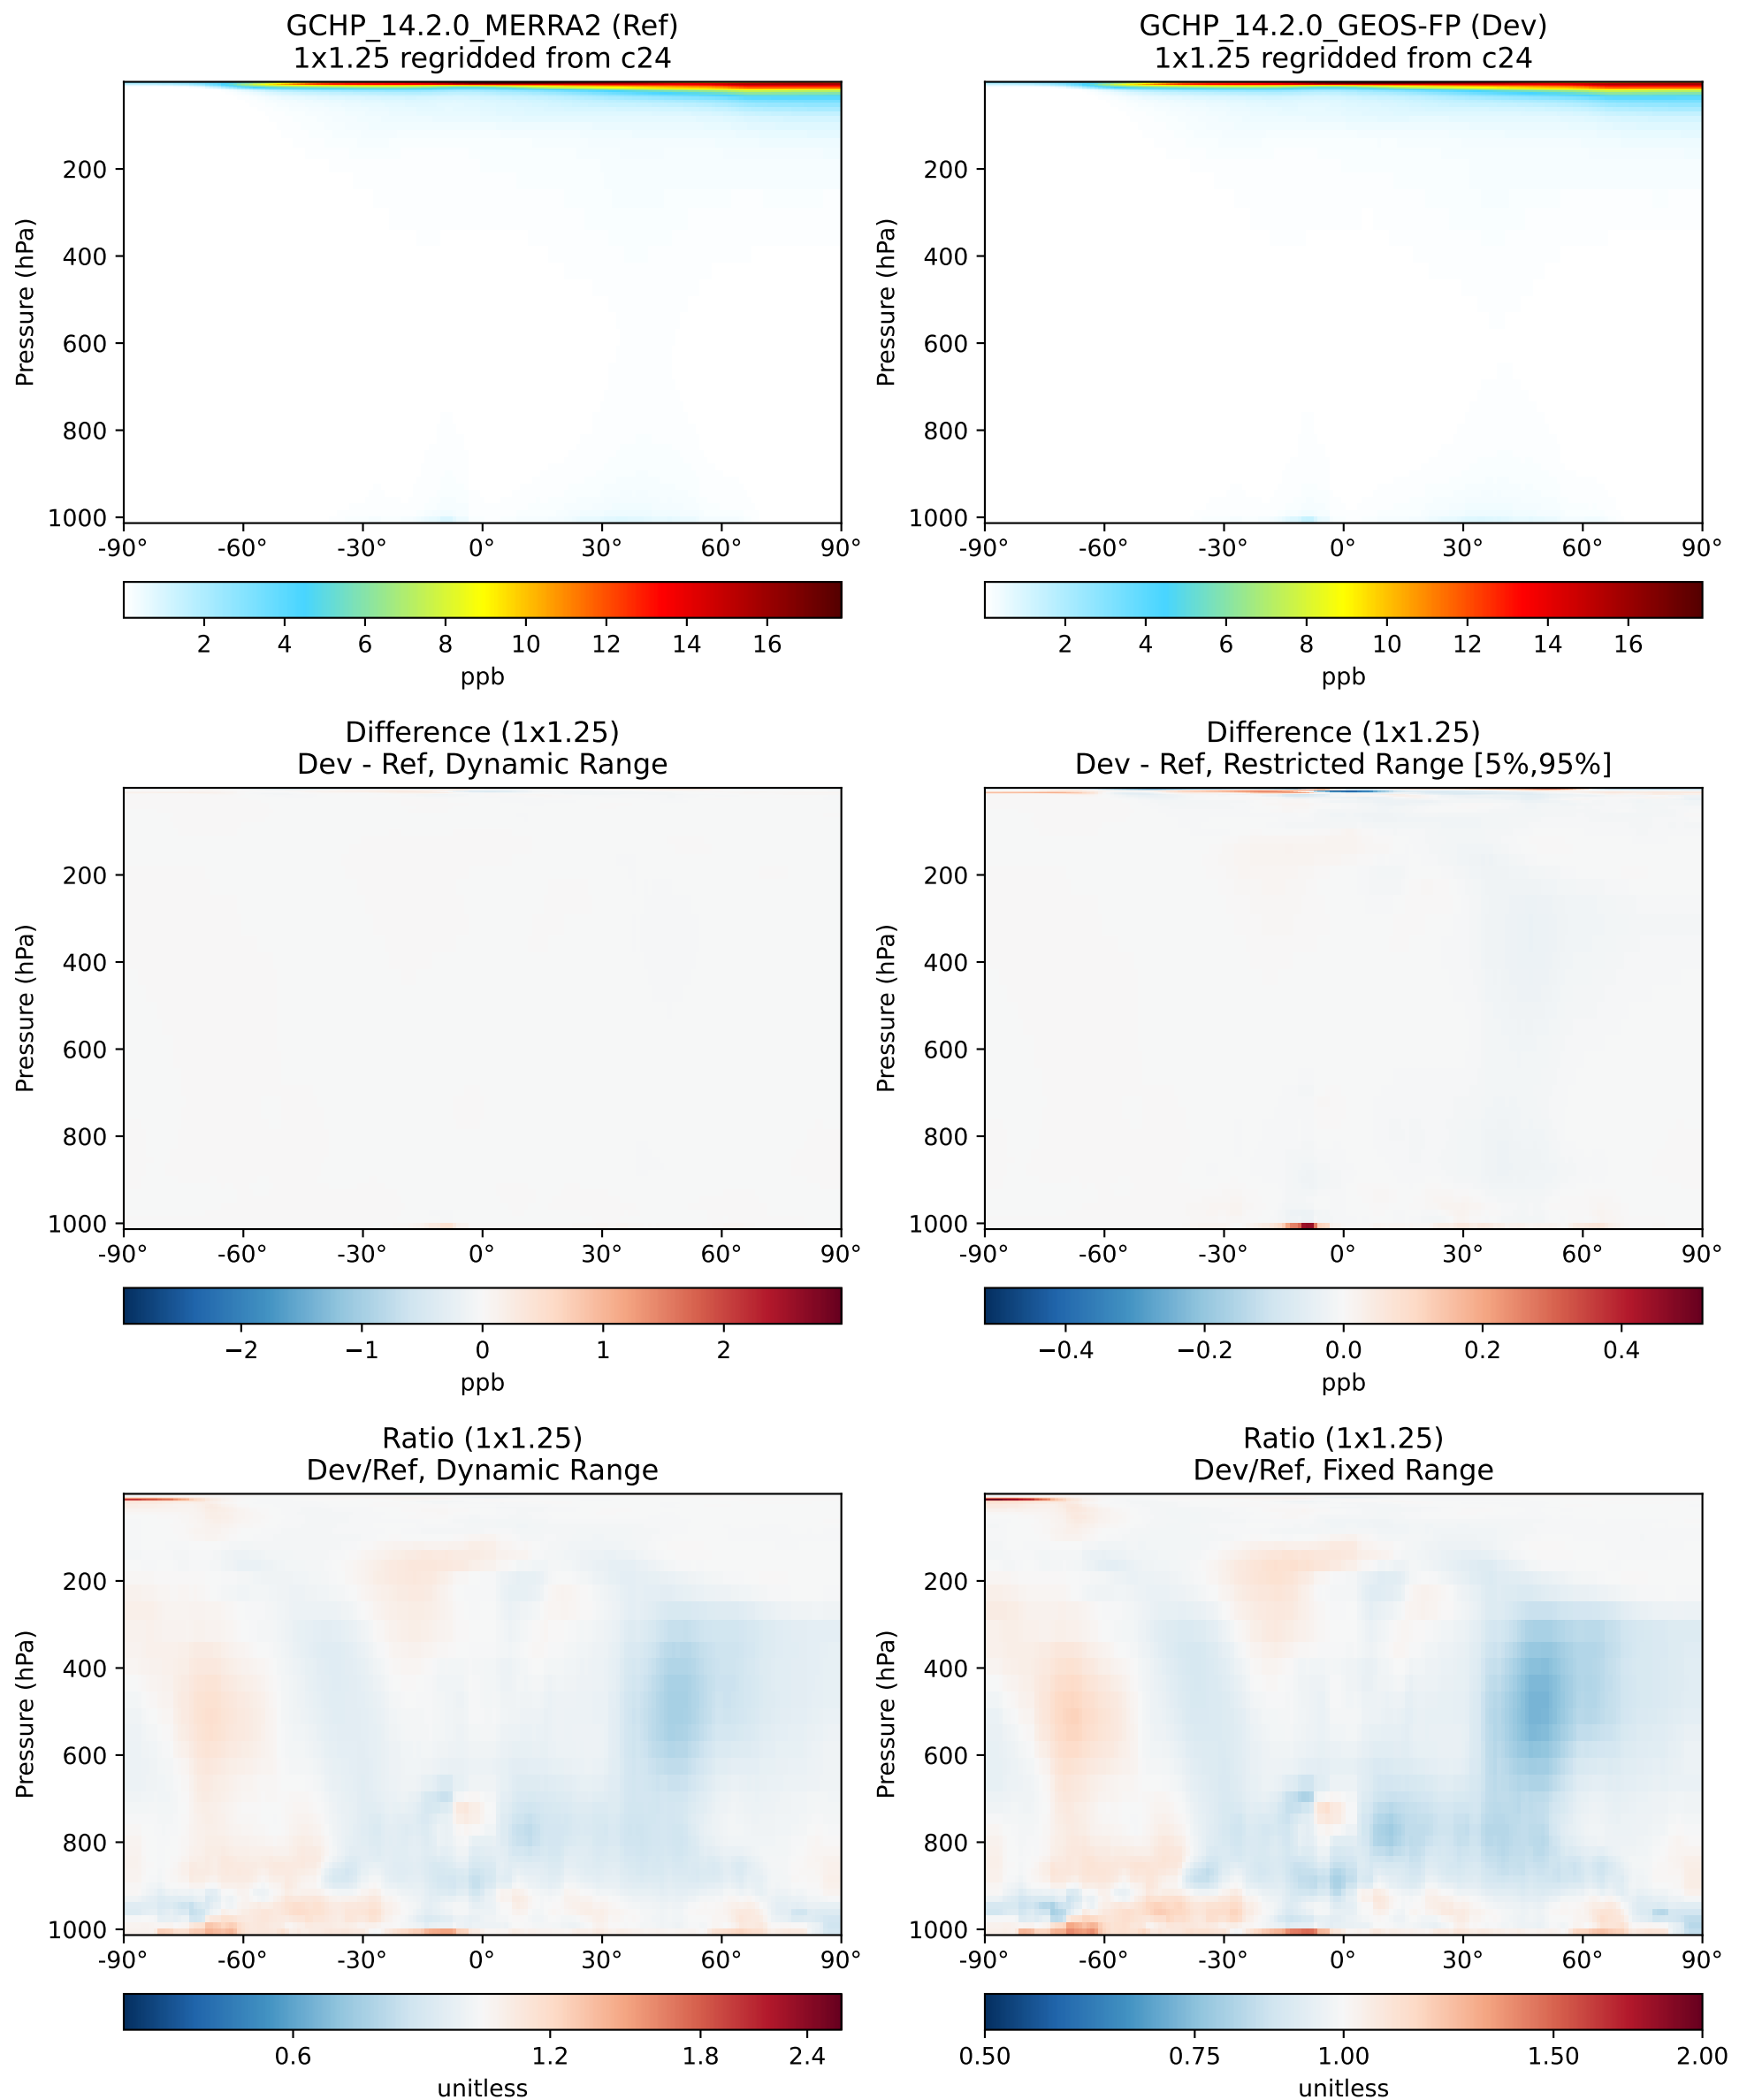 GCHP_14.2.0_MERRA2 (Ref)
1x1.25 regridded from c24
Pressure (hPa)
200
400
600
800
1000
-90° -60° -30° 0° 30° 60° 90°
2 4 6 8 10 12 14 16
ppb
GCHP_14.2.0_GEOS-FP (Dev)
1x1.25 regridded from c24
Pressure (hPa)
200
400
600
800
1000
-90° -60° -30° 0° 30° 60° 90°
2 4 6 8 10 12 14 16
ppb
Difference (1x1.25)
Dev - Ref, Dynamic Range
Pressure (hPa)
200
400
600
800
1000
-90° -60° -30° 0° 30° 60° 90°
−2 −1 0 1 2
ppb
Difference (1x1.25)
Dev - Ref, Restricted Range [5%,95%]
Pressure (hPa)
200
400
600
800
1000
-90° -60° -30° 0° 30° 60° 90°
−0.4 −0.2 0.0 0.2 0.4
ppb
Ratio (1x1.25)
Dev/Ref, Dynamic Range
Pressure (hPa)
200
400
600
800
1000
-90° -60° -30° 0° 30° 60° 90°
0.6 1.2 1.8 2.4
unitless
Ratio (1x1.25)
Dev/Ref, Fixed Range
Pressure (hPa)
200
400
600
800
1000
-90° -60° -30° 0° 30° 60° 90°
0.50 0.75 1.00 1.50 2.00
unitless